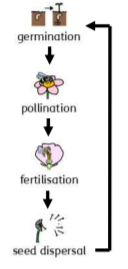 germination
pollination
fertilisation
seed dispersal